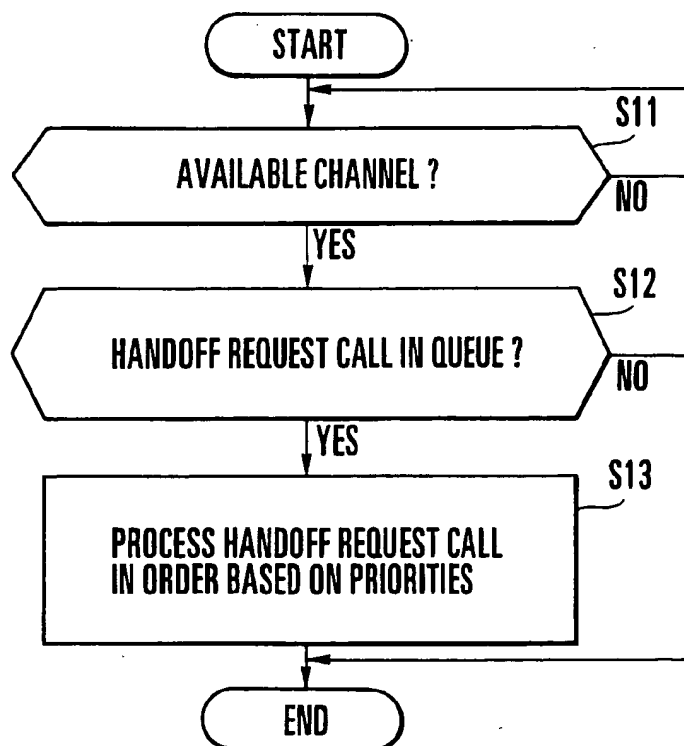 START
S11
AVAILABLE CHANNEL ?
NO
YES
S12
HANDOFF REQUEST CALL IN QUEUE ?
NO
YES
S13
PROCESS HANDOFF REQUEST CALL
IN ORDER BASED ON PRIORITIES
END